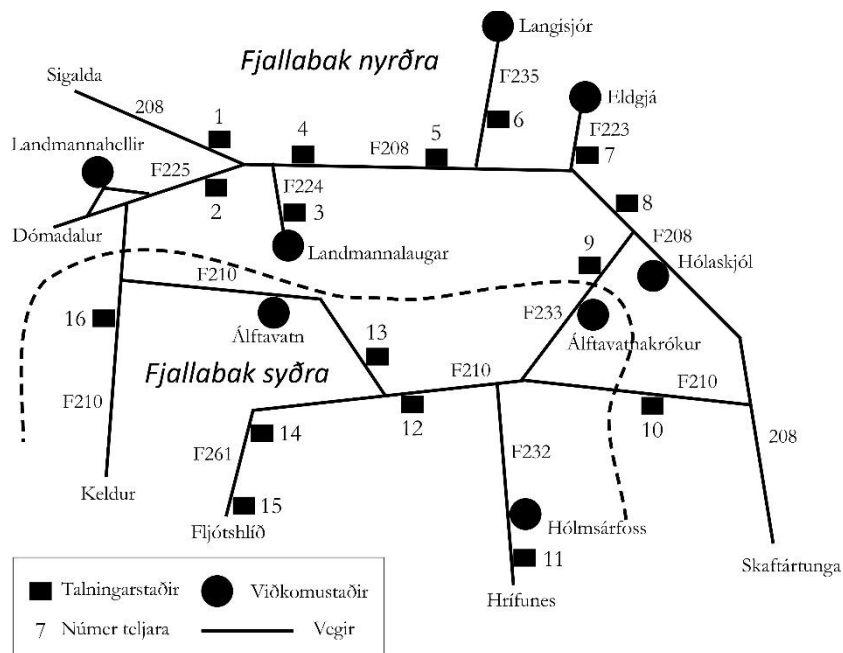 Langisjór
Fjallabak nyrðra
Sigalda
F235
208
1
Eldgjá
6
F223
Landmannahellir
4
5
F208
7
F225
F224
2
3
8
Dómadalur
9
F208
Landmannalaugar
Hólaskjól
F210
16
F233
Álftavatn
13
Álftavatnakrókur
Fjallabak syðra
F210
F210
F210
12
10
14
208
F261
F232
Keldur
15
Hólmsárfoss
Fljótshlíð
11
Skaftártunga
Hrífunes
Talningarstaðir
Viðkomustaðir
7 Númer teljara
Vegir